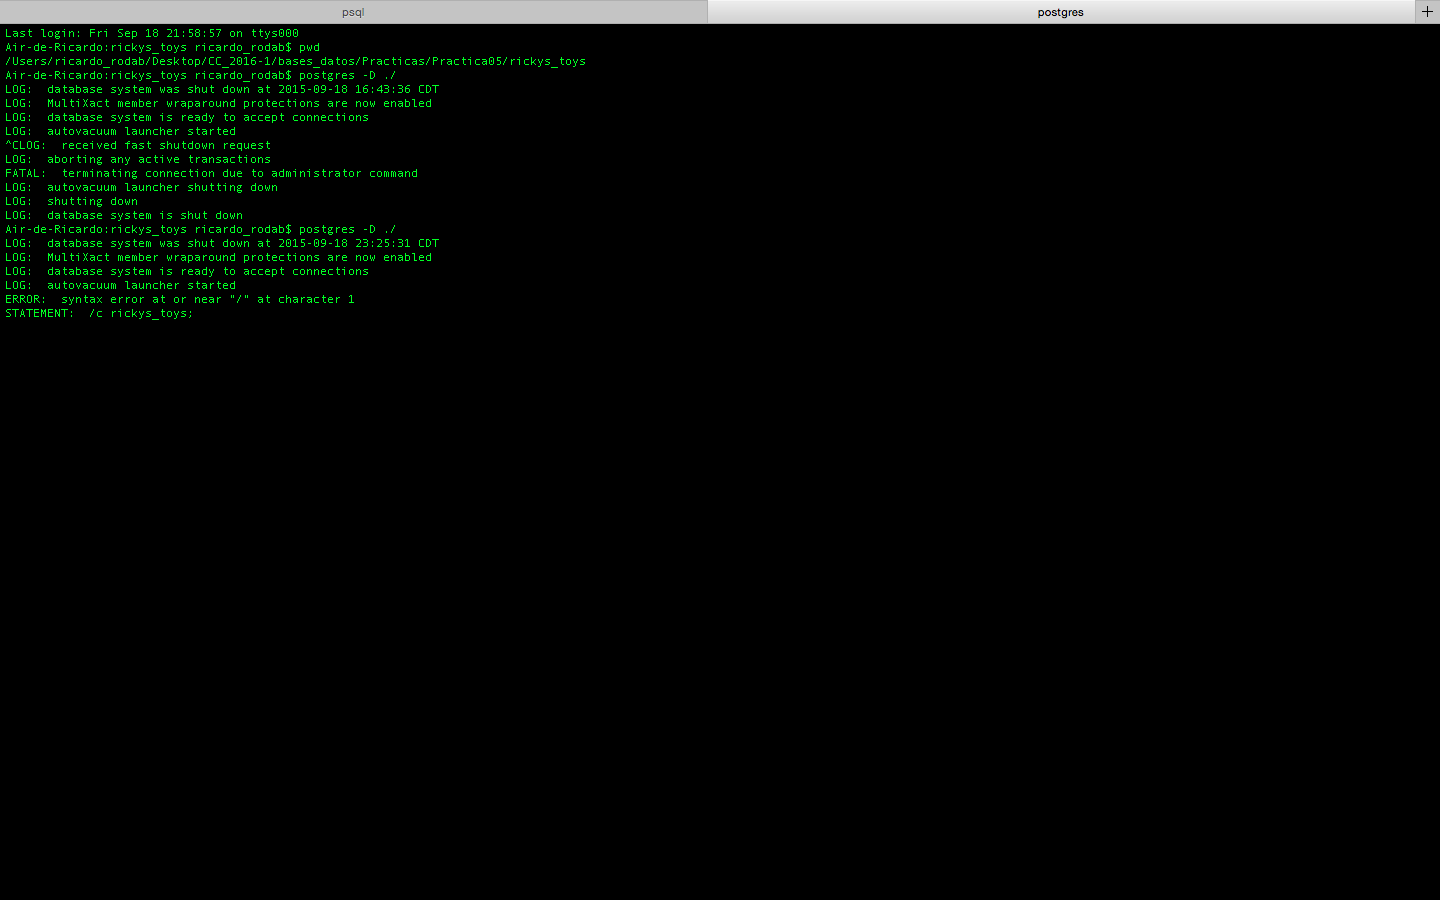 psql
postgres
+
Last login: Fri Sep 18 21:58:57 on ttys000
Air-de-Ricardo:rickys_toys ricardo_rodab$ pwd
/Users/ricardo_rodab/Desktop/CC_2016-1/bases_datos/Practicas/Practica05/rickys_toys
Air-de-Ricardo:rickys_toys ricardo_rodab$ postgres -D ./
LOG:  database system was shut down at 2015-09-18 16:43:36 CDT
LOG:  MultiXact member wraparound protections are now enabled
LOG:  database system is ready to accept connections
LOG:  autovacuum launcher started
^CLOG:  received fast shutdown request
LOG:  aborting any active transactions
FATAL:  terminating connection due to administrator command
LOG:  autovacuum launcher shutting down
LOG:  shutting down
LOG:  database system is shut down
Air-de-Ricardo:rickys_toys ricardo_rodab$ postgres -D ./
LOG:  database system was shut down at 2015-09-18 23:25:31 CDT
LOG:  MultiXact member wraparound protections are now enabled
LOG:  database system is ready to accept connections
LOG:  autovacuum launcher started
ERROR:  syntax error at or near "/" at character 1
STATEMENT:  /c rickys_toys;